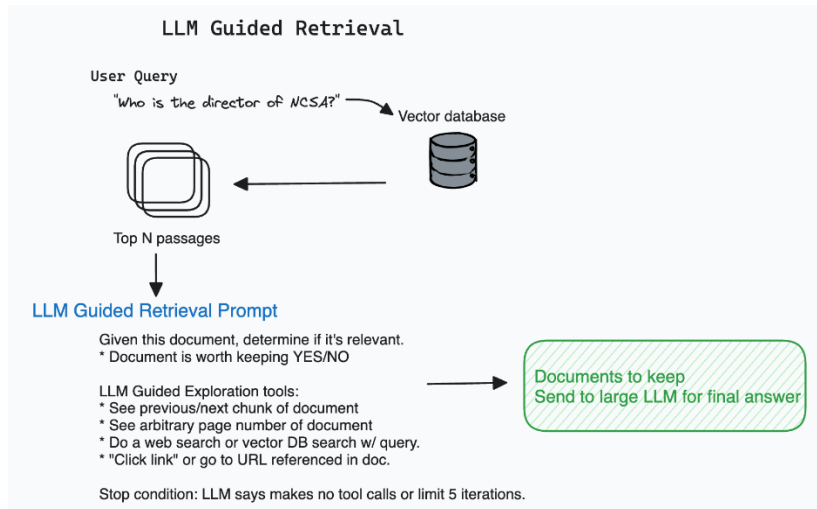 LLM Guided Retrieval
User Query
"Who is the director of NCSA?"
Vector database
Top N passages
LLM Guided Retrieval Prompt
Given this document, determine if it's relevant.
* Document is worth keeping YES/NO
LLM Guided Exploration tools:
* See previous/next chunk of document
* See arbitrary page number of document
* Do a web search or vector DB search w/ query.
* "Click link" or go to URL referenced in doc.
Stop condition: LLM says makes no tool calls or limit 5 iterations.
Documents to keep
Send to large LLM for final answer